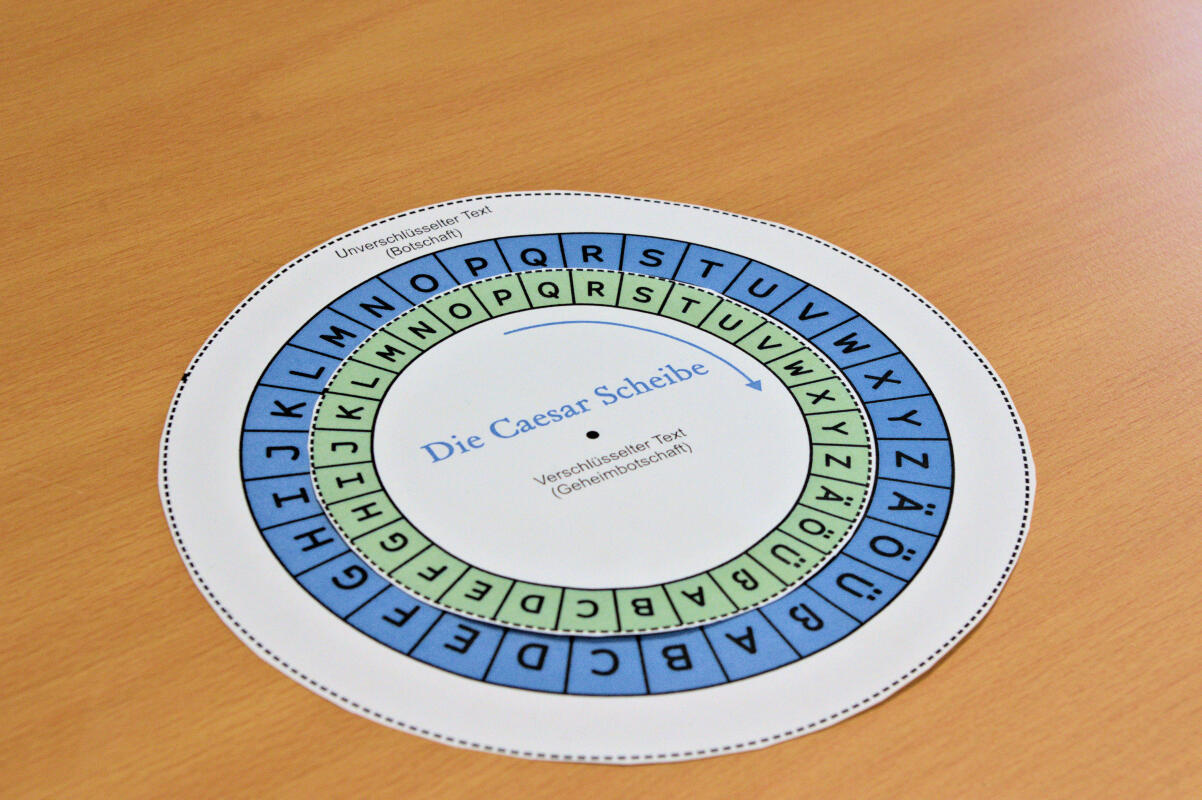 Unverschlüsselter Text
(Botschaft)
A B C D E F G H I J K L M N O P Q R S T U V W X Y Z Ä Ö Ü ß
A B C D E F G H I J K L M N O P Q R S T U V W X Y Z Ä Ö Ü ß
Die Caesar Scheibe
Verschlüsselter Text
(Geheimbotschaft)